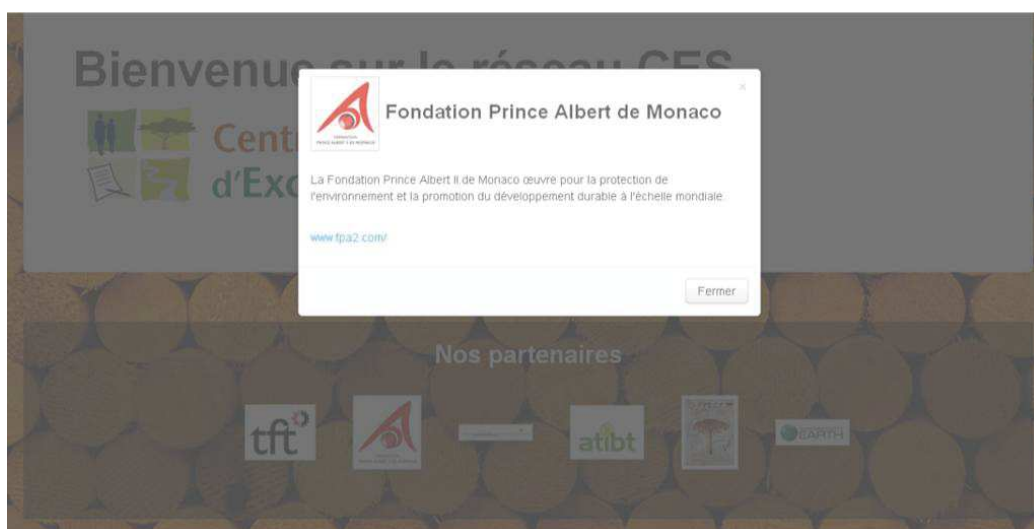 Bienvenue sur le réseau CES
Centr
d'Exc
×
Fondation Prince Albert de Monaco
La Fondation Prince Albert II de Monaco œuvre pour la protection de
l'environnement et la promotion du développement durable à l'échelle mondiale.
www.fpa2.com/
Fermer
Nos partenaires
tft
atibt
EARTH